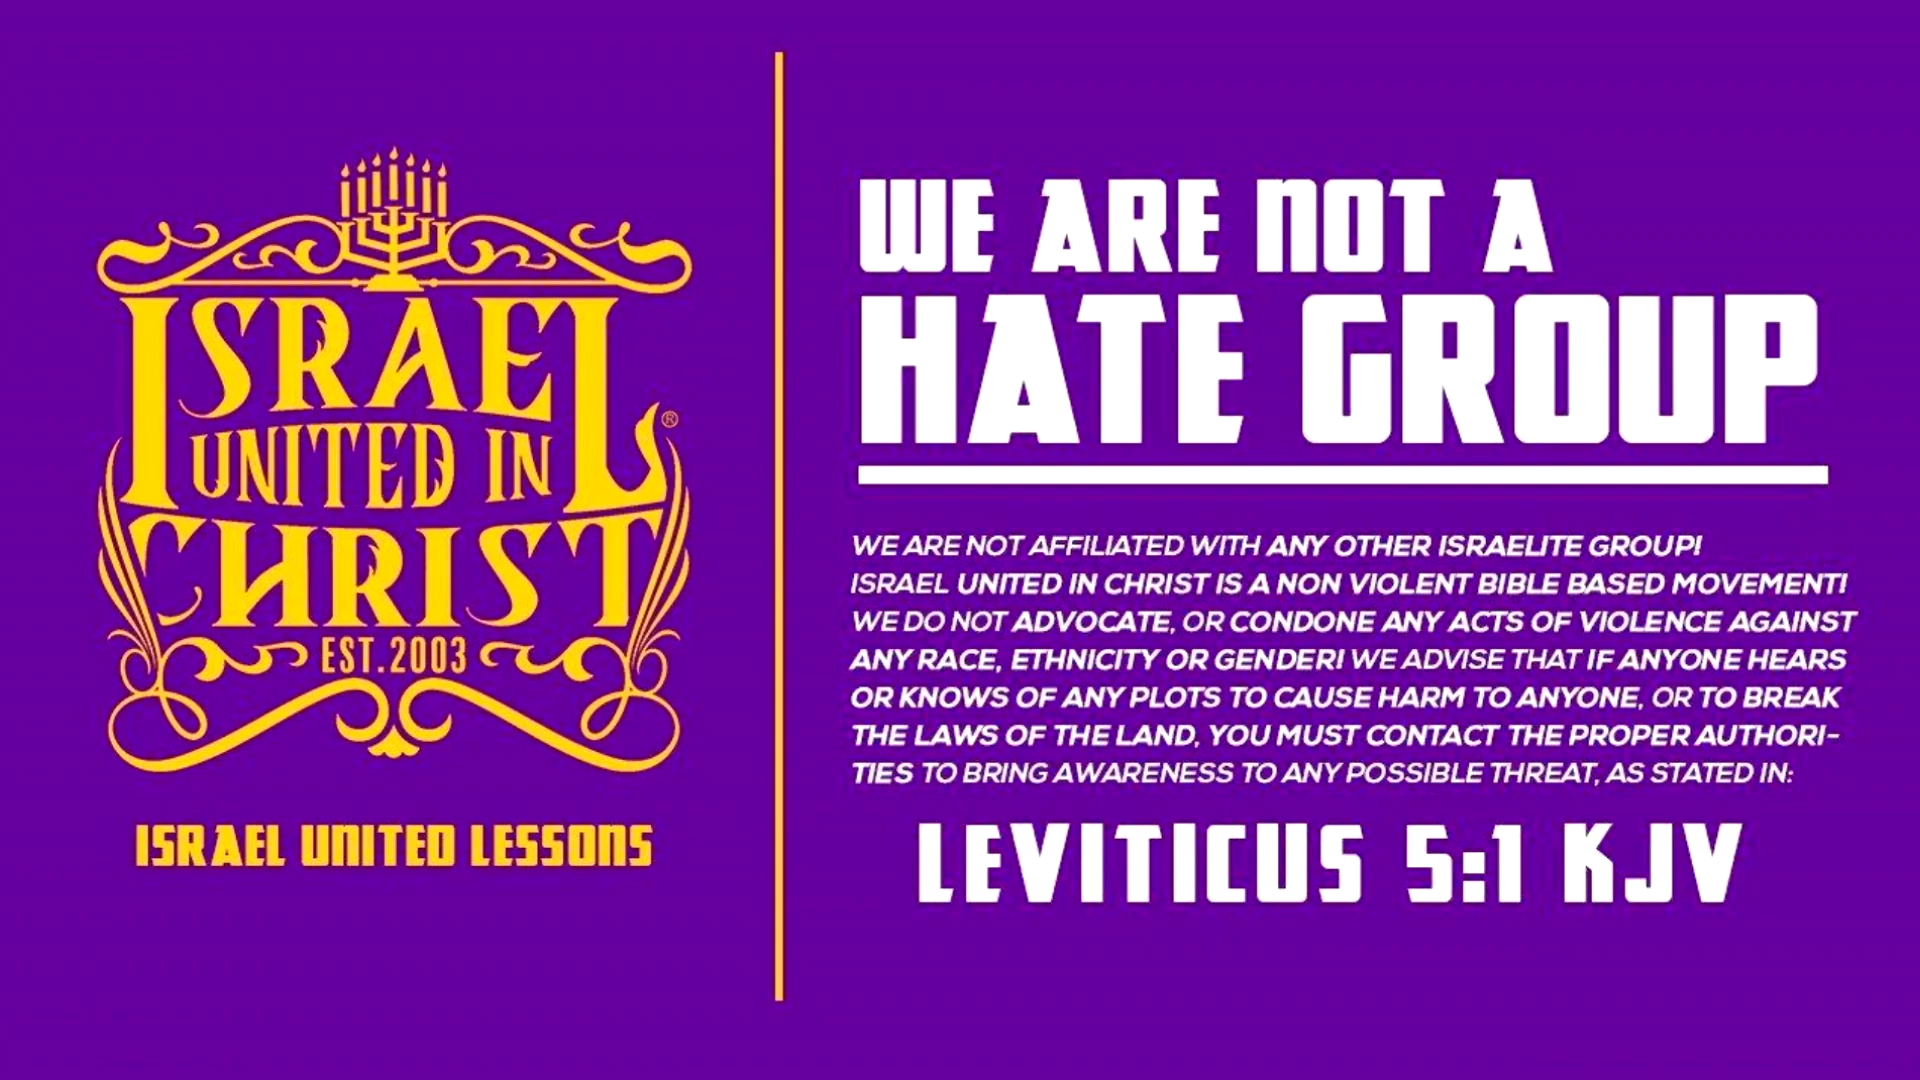 ISRAEL
UNITED IN
CHRIST
®
EST.2003
ISRAEL UNITED LESSONS
WE ARE NOT A
HATE GROUP
WE ARE NOT AFFILIATED WITH ANY OTHER ISRAELITE GROUP!
ISRAEL UNITED IN CHRIST IS A NON VIOLENT BIBLE BASED MOVEMENT!
WE DO NOT ADVOCATE, OR CONDONE ANY ACTS OF VIOLENCE AGAINST
ANY RACE, ETHNICITY OR GENDER! WE ADVISE THAT IF ANYONE HEARS
OR KNOWS OF ANY PLOTS TO CAUSE HARM TO ANYONE, OR TO BREAK
THE LAWS OF THE LAND, YOU MUST CONTACT THE PROPER AUTHORI-
TIES TO BRING AWARENESS TO ANY POSSIBLE THREAT, AS STATED IN:
LEVITICUS 5:1 KJV